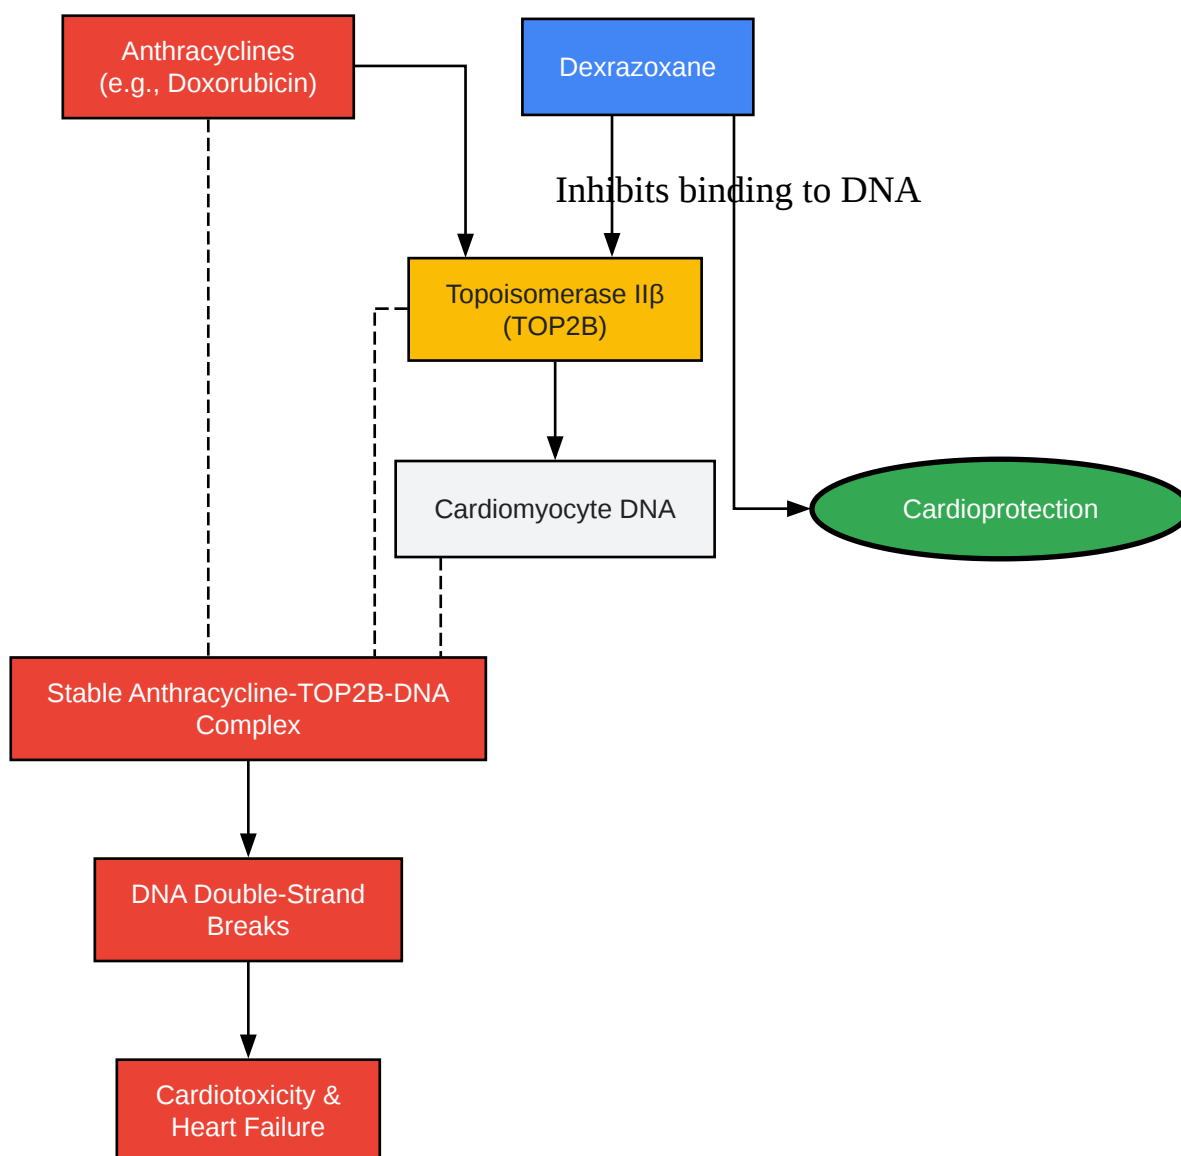 Anthracyclines
(e.g., Doxorubicin)
Dexrazoxane
Inhibits binding to DNA
Topoisomerase IIβ
(TOP2B)
Cardiomyocyte DNA
Cardioprotection
Stable Anthracycline-TOP2B-DNA
Complex
DNA Double-Strand
Breaks
Cardiotoxicity &
Heart Failure